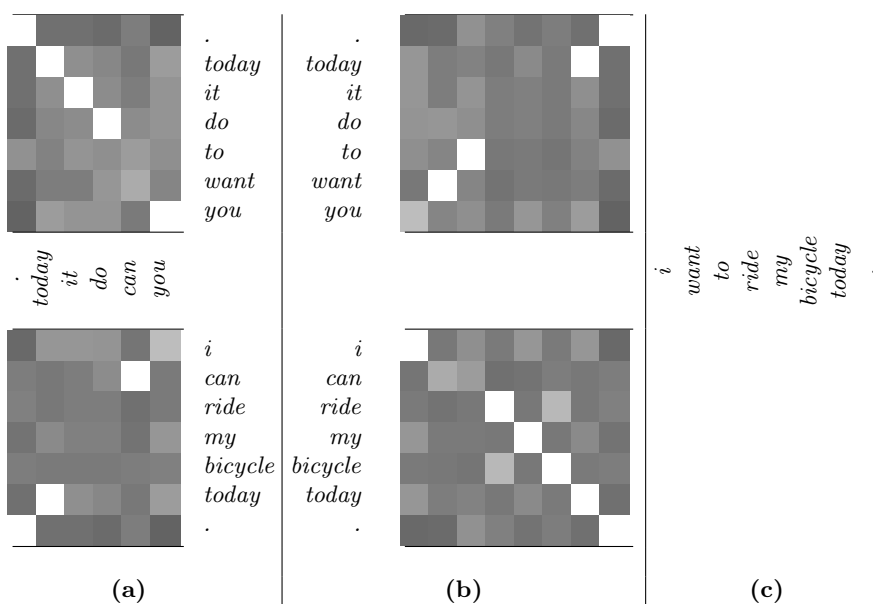 . .
today today
it it
do do
to to
want want
you you
. today it do can you
i want to ride my bicycle today .
i i
can can
ride ride
my my
bicycle bicycle
today today
. .
(a) (b) (c)